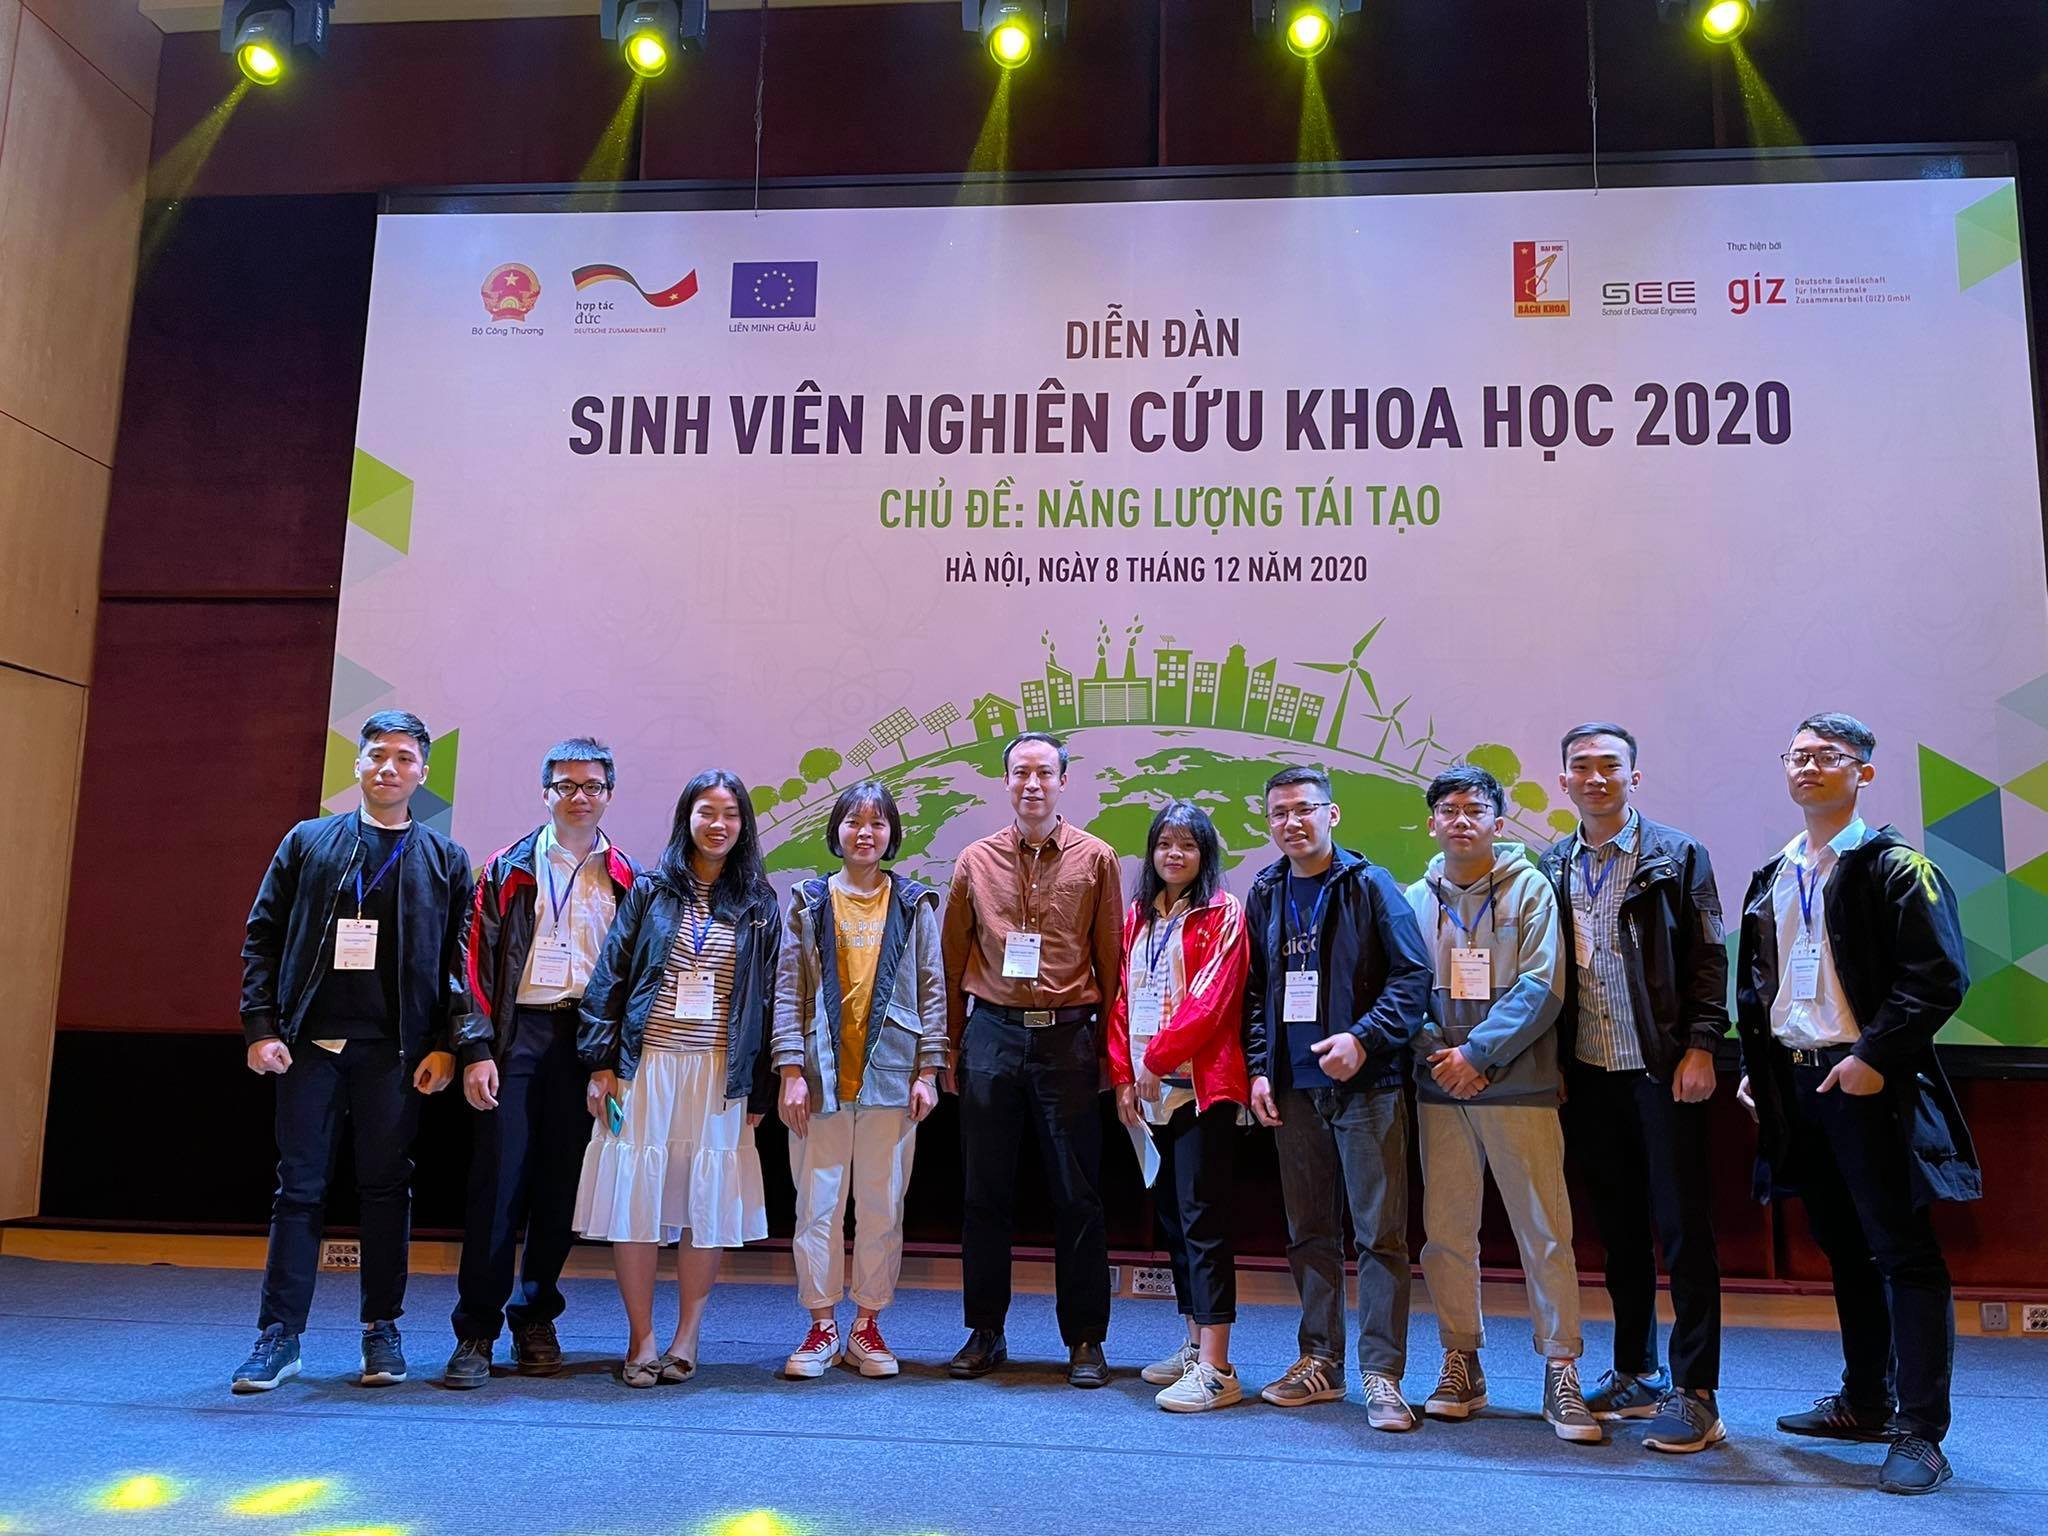 Bộ Công Thương
hợp tác
đức
DEUTSCHE ZUSAMMENARBEIT
LIÊN MINH CHÂU ÂU
ĐẠI HỌC
BÁCH KHOA
SEE
School of Electrical Engineering
Thực hiện bởi
giz
Deutsche Gesellschaft
für Internationale
Zusammenarbeit (GIZ) GmbH
DIỄN ĐÀN
SINH VIÊN NGHIÊN CỨU KHOA HỌC 2020
CHỦ ĐỀ: NĂNG LƯỢNG TÁI TẠO
HÀ NỘI, NGÀY 8 THÁNG 12 NĂM 2020